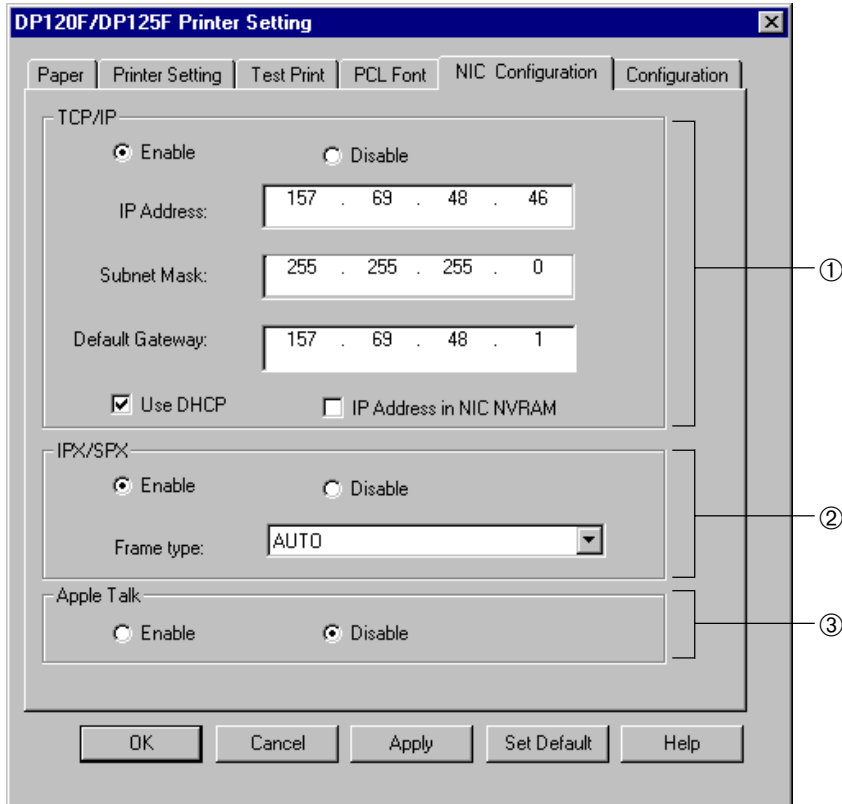 DP120F/DP125F Printer Setting
Paper Printer Setting Test Print PCL Font NIC Configuration Configuration
TCP/IP
Enable Disable
IP Address: 157 . 69 . 48 . 46
Subnet Mask: 255 . 255 . 255 . 0
①
Default Gateway: 157 . 69 . 48 . 1
Use DHCP IP Address in NIC NVRAM
IPX/SPX
Enable Disable
②
Frame type: AUTO
Apple Talk
Enable Disable
③
OK Cancel Apply Set Default Help